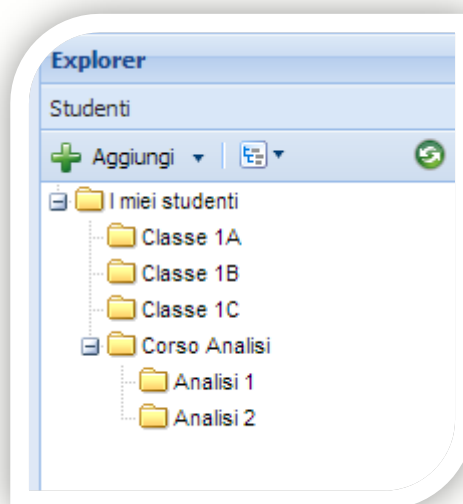 Explorer
Studenti
Aggiungi
I miei studenti
Classe 1A
Classe 1B
Classe 1C
Corso Analisi
Analisi 1
Analisi 2